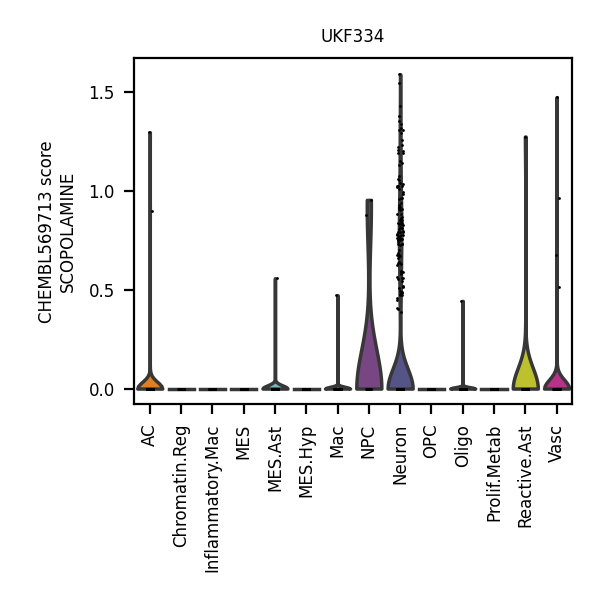 UKF334
CHEMBL569713 score
SCOPOLAMINE
1.5
1.0
0.5
0.0
AC
Chromatin.Reg
Inflammatory.Mac
MES
MES.Ast
MES.Hyp
Mac
NPC
Neuron
OPC
Oligo
Prolif.Metab
Reactive.Ast
Vasc